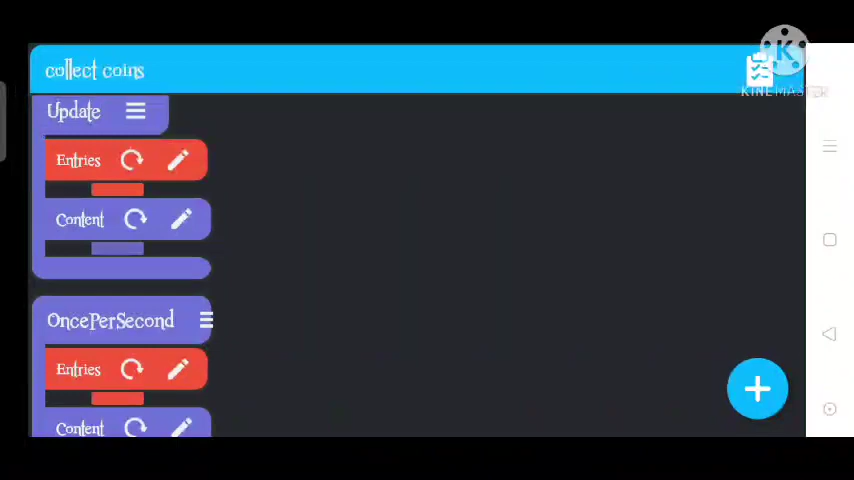 collect coins
K
KINEMASTER
Update
Entries
Content
OncePerSecond
Entries
Content